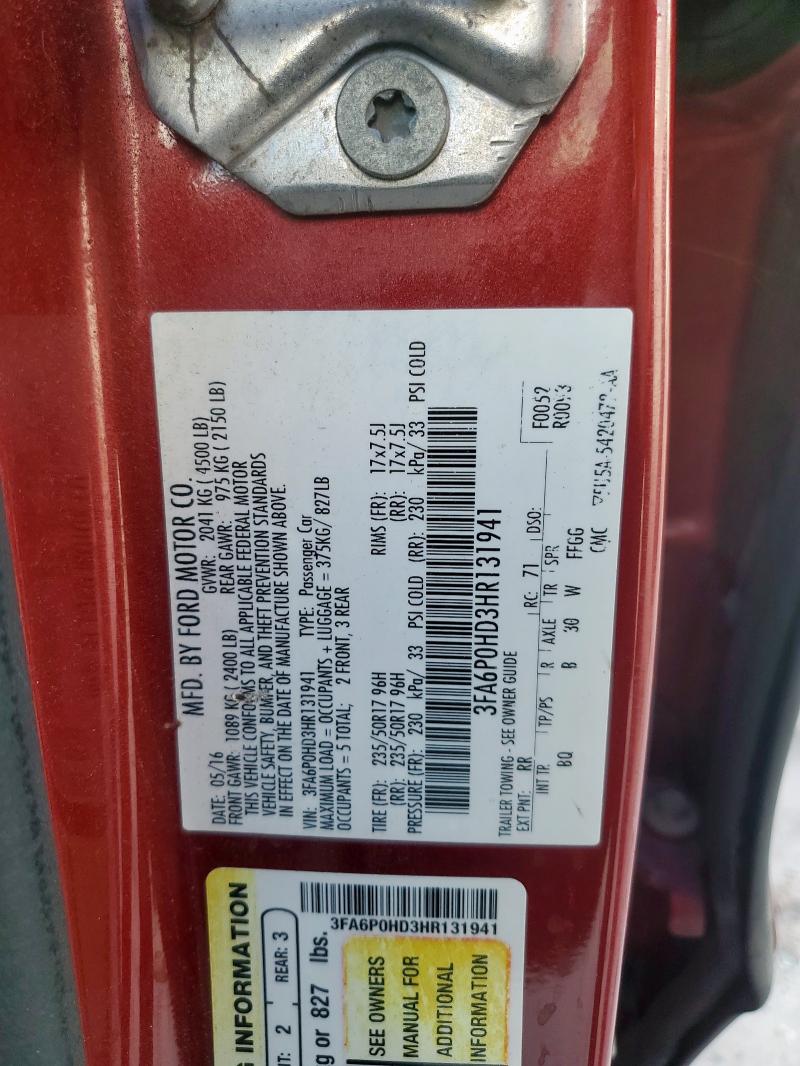 MFD. BY FORD MOTOR CO.
DATE: 05/16 GVWR: 2041 KG ( 4500 LB)
FRONT GAWR: 1089 KG ( 2400 LB) REAR GAWR: 975 KG ( 2150 LB)
THIS VEHICLE CONFORMS TO ALL APPLICABLE FEDERAL MOTOR
VEHICLE SAFETY, BUMPER, AND THEFT PREVENTION STANDARDS
IN EFFECT ON THE DATE OF MANUFACTURE SHOWN ABOVE.
VIN: 3FA6P0HD3HR131941 TYPE: Passenger Car
MAXIMUM LOAD = OCCUPANTS + LUGGAGE = 375KG/ 827LB
OCCUPANTS = 5 TOTAL; 2 FRONT, 3 REAR
TIRE (FR): 235/50R17 96H RIMS (FR): 17x7.5J
(RR): 235/50R17 96H (RR): 17x7.5J
PRESSURE (FR): 230 kPa/ 33 PSI COLD (RR): 230 kPa/ 33 PSI COLD
3FA6P0HD3HR131941
TRAILER TOWING - SEE OWNER GUIDE
EXT PNT: RR RC: 71 DSO: F0052
INT TR. TP/PS R AXLE TR SPR
BQ B 30 W FFGG
CMC
INFORMATION
2 REAR: 3
or 827 lbs.
3FA6P0HD3HR131941
SEE OWNERS
MANUAL FOR
ADDITIONAL
INFORMATION